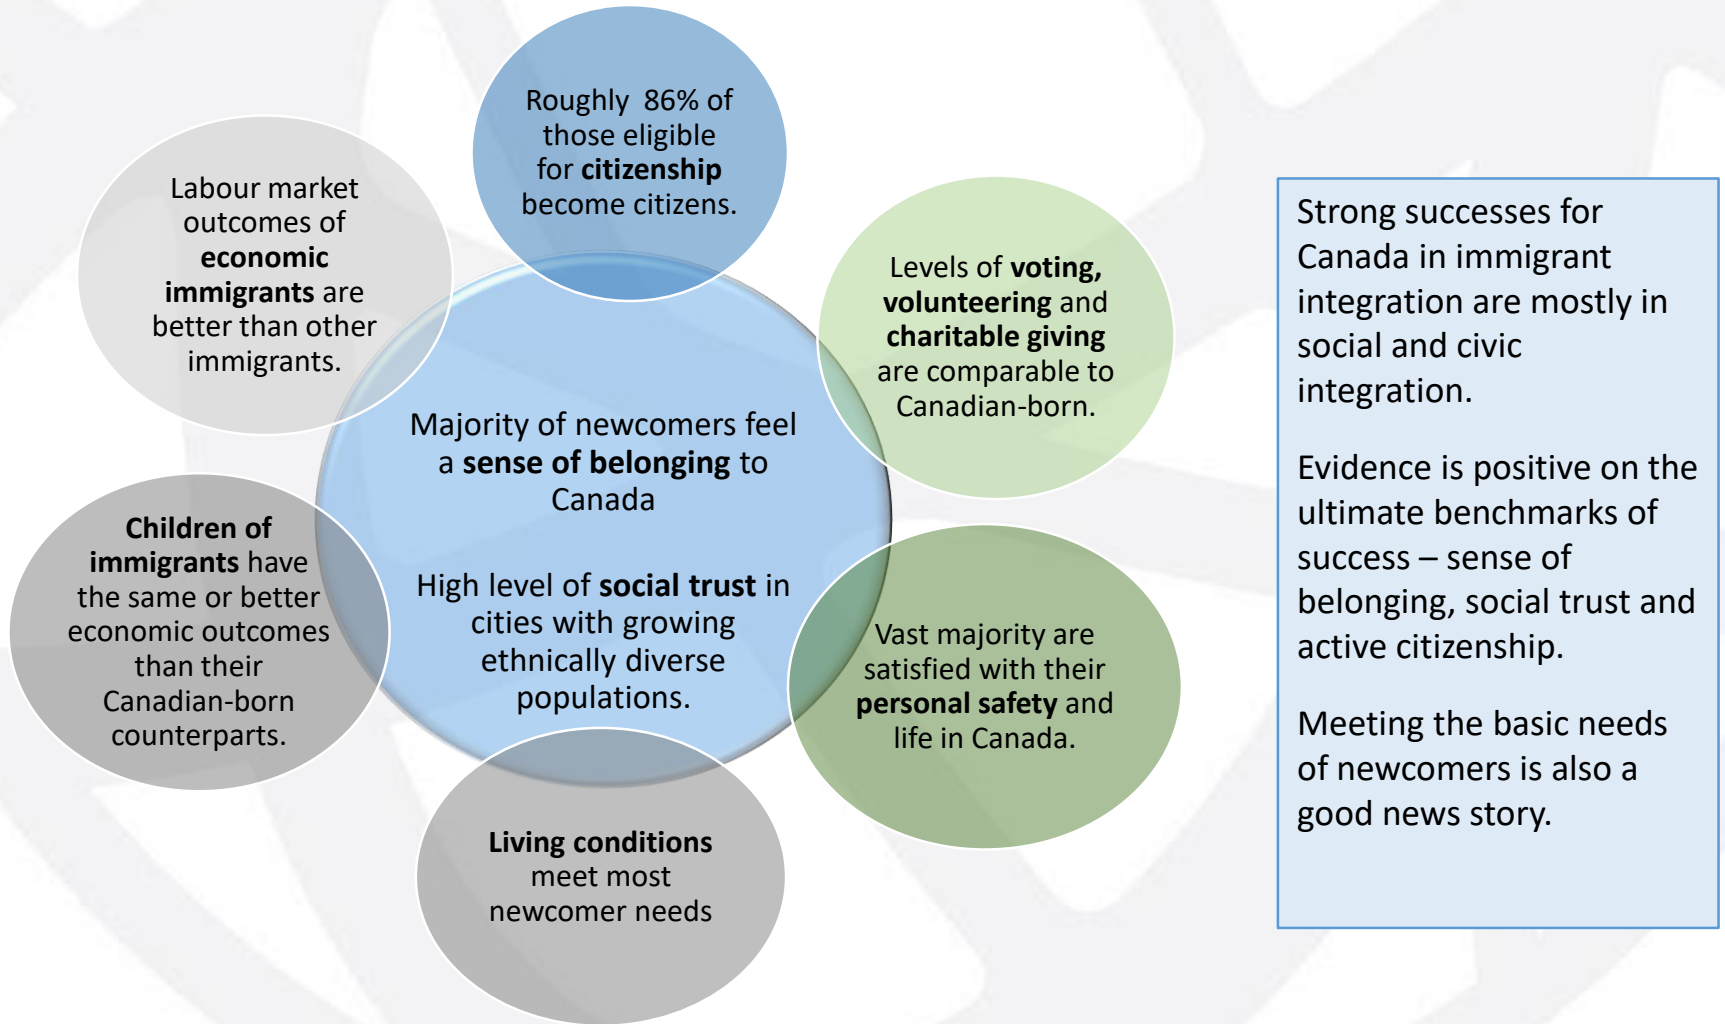 Roughly 86% of
those eligible
for citizenship
become citizens.
Labour market
outcomes of
economic
immigrants are
better than other
immigrants.
Levels of voting,
volunteering and
charitable giving
are comparable to
Canadian-born.
Majority of newcomers feel
a sense of belonging to
Canada
High level of social trust in
cities with growing
ethnically diverse
populations.
Children of
immigrants have
the same or better
economic outcomes
than their
Canadian-born
counterparts.
Vast majority are
satisfied with their
personal safety and
life in Canada.
Living conditions
meet most
newcomer needs
Strong successes for
Canada in immigrant
integration are mostly in
social and civic
integration.
Evidence is positive on the
ultimate benchmarks of
success – sense of
belonging, social trust and
active citizenship.
Meeting the basic needs
of newcomers is also a
good news story.